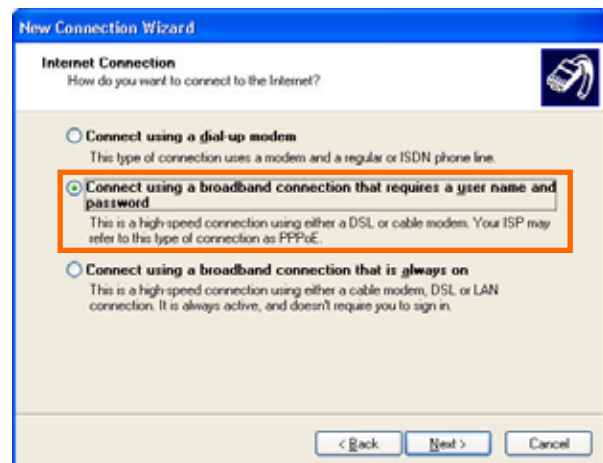 New Connection Wizard
Internet Connection
How do you want to connect to the Internet?
Connect using a dial-up modem
This type of connection uses a modem and a regular or ISDN phone line.
Connect using a broadband connection that requires a user name and
password
This is a high-speed connection using either a DSL or cable modem. Your ISP may
refer to this type of connection as PPPoE.
Connect using a broadband connection that is always on
This is a high-speed connection using either a cable modem, DSL or LAN
connection. It is always active, and doesn't require you to sign in.
< Back Next > Cancel